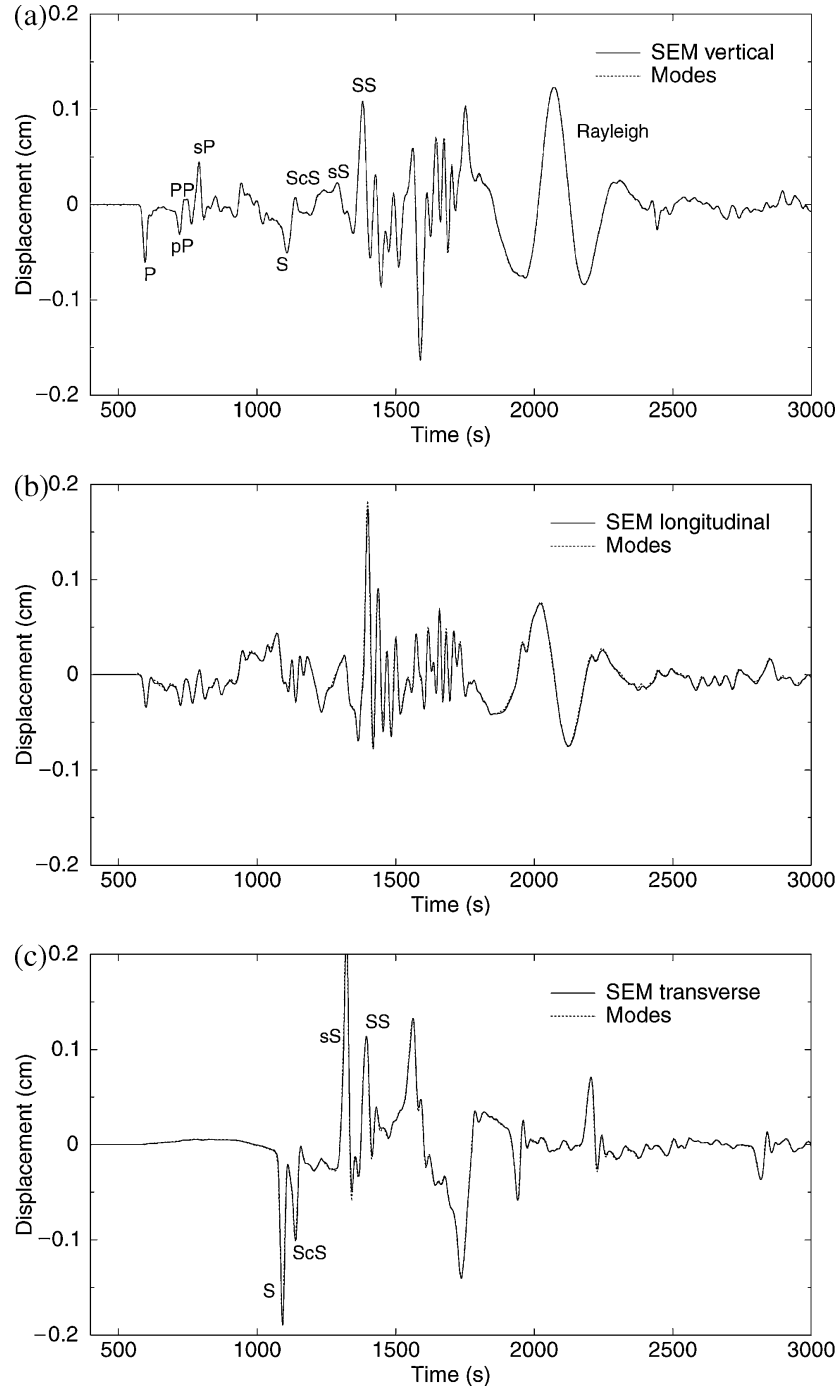 (a)
0.2
SEM vertical
Modes
SS
0.1
Rayleigh
sP
ScS
sS
PP
0
pP
P
S
Displacement (cm)
−0.1
−0.2
500 1000 1500 2000 2500 3000
Time (s)
(b)
0.2
SEM longitudinal
Modes
0.1
0
Displacement (cm)
−0.1
−0.2
500 1000 1500 2000 2500 3000
Time (s)
(c)
0.2
SEM transverse
Modes
sS
SS
0.1
0
Displacement (cm)
−0.1
ScS
S
−0.2
500 1000 1500 2000 2500 3000
Time (s)